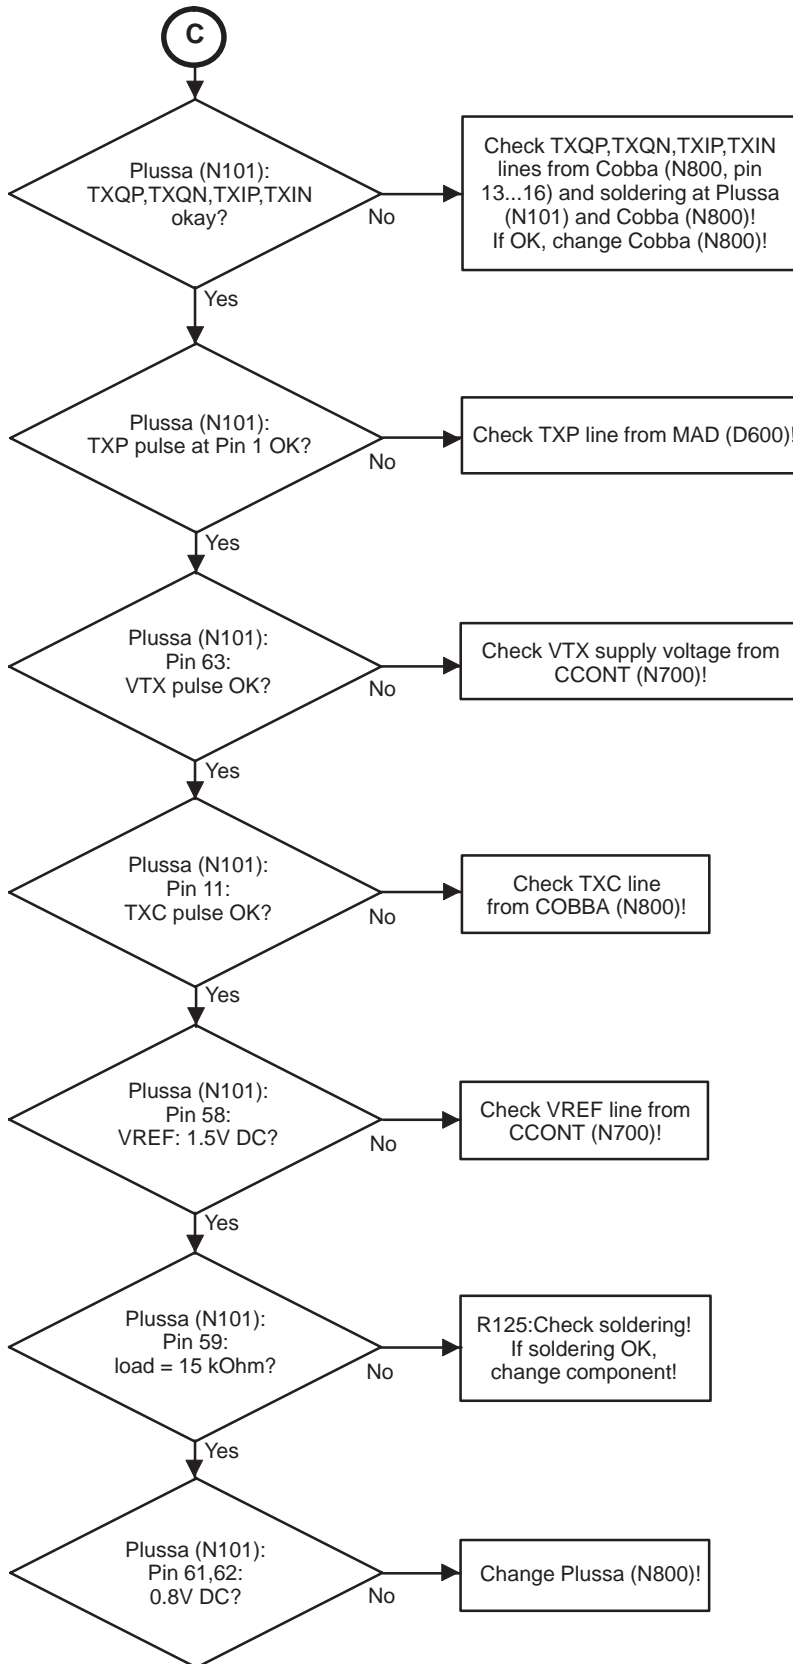 C
Plussa (N101):
TXQP,TXQN,TXIP,TXIN
okay?
No
Check TXQP,TXQN,TXIP,TXIN
lines from Cobba (N800, pin
13...16) and soldering at Plussa
(N101) and Cobba (N800)!
If OK, change Cobba (N800)!
Yes
Plussa (N101):
TXP pulse at Pin 1 OK?
No
Check TXP line from MAD (D600)!
Yes
Plussa (N101):
Pin 63:
VTX pulse OK?
No
Check VTX supply voltage from
CCONT (N700)!
Yes
Plussa (N101):
Pin 11:
TXC pulse OK?
No
Check TXC line
from COBBA (N800)!
Yes
Plussa (N101):
Pin 58:
VREF: 1.5V DC?
No
Check VREF line from
CCONT (N700)!
Yes
Plussa (N101):
Pin 59:
load = 15 kOhm?
No
R125:Check soldering!
If soldering OK,
change component!
Yes
Plussa (N101):
Pin 61,62:
0.8V DC?
No
Change Plussa (N800)!